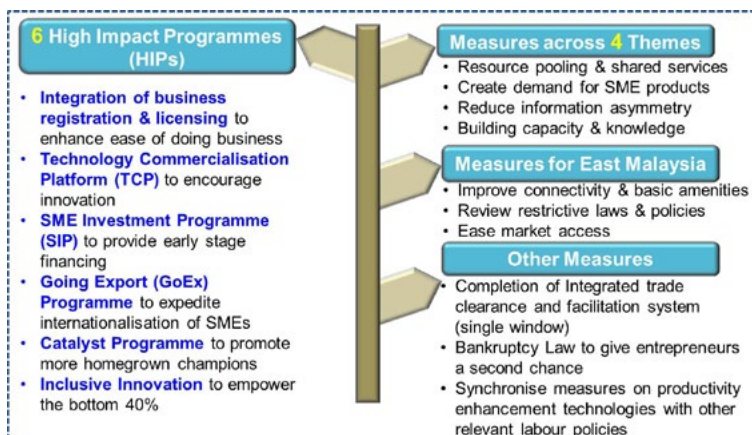 6 High Impact Programmes
(HIPs)
• Integration of business
registration & licensing to
enhance ease of doing business
• Technology Commercialisation
Platform (TCP) to encourage
innovation
• SME Investment Programme
(SIP) to provide early stage
financing
• Going Export (GoEx)
Programme to expedite
internationalisation of SMEs
• Catalyst Programme to promote
more homegrown champions
• Inclusive Innovation to empower
the bottom 40%
Measures across 4 Themes
• Resource pooling & shared services
• Create demand for SME products
• Reduce information asymmetry
• Building capacity & knowledge
Measures for East Malaysia
• Improve connectivity & basic amenities
• Review restrictive laws & policies
• Ease market access
Other Measures
• Completion of Integrated trade
clearance and facilitation system
(single window)
• Bankruptcy Law to give entrepreneurs
a second chance
• Synchronise measures on productivity
enhancement technologies with other
relevant labour policies